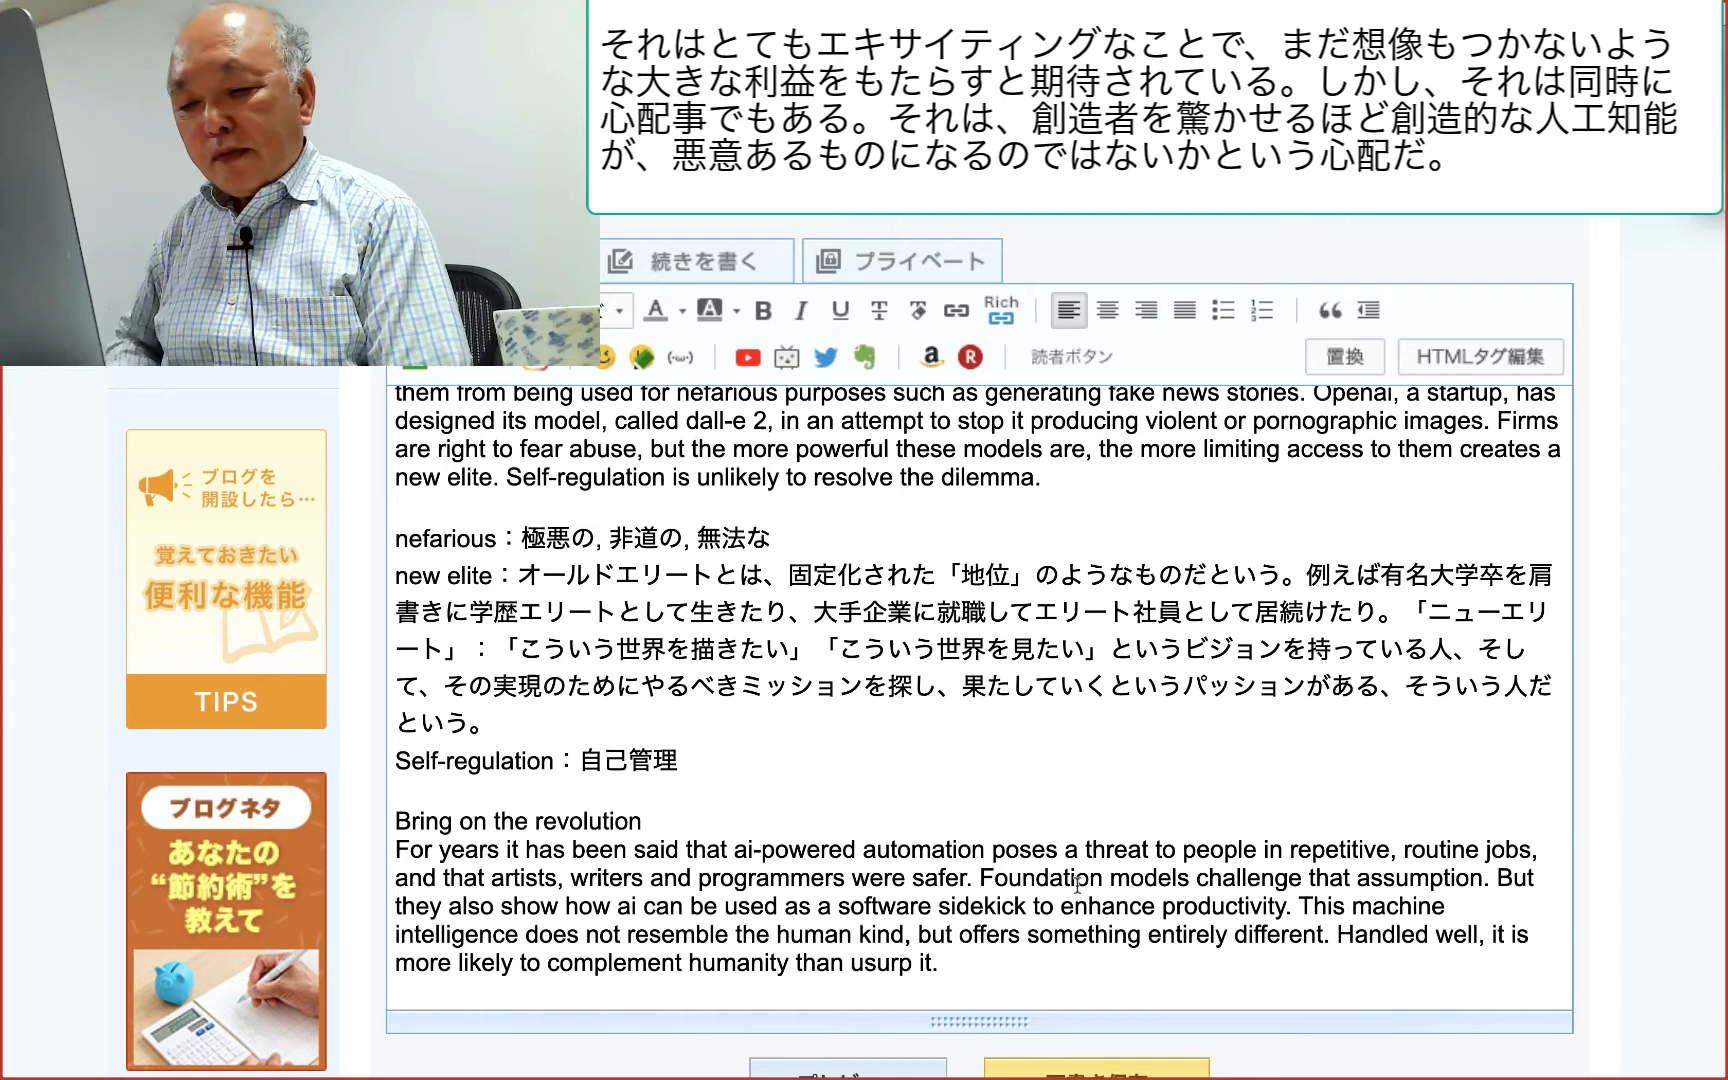 それはとてもエキサイティングなことで、まだ想像もつかないよう
な大きな利益をもたらすと期待されている。しかし、それは同時に
心配事でもある。それは、創造者を驚かせるほど創造的な人工知能
が、悪意あるものになるのではないかという心配だ。
続きを書く
プライベート
Rich
読者ボタン
置換
HTMLタグ編集
them from being used for nefarious purposes such as generating fake news stories. Openai, a startup, has
designed its model, called dall-e 2, in an attempt to stop it producing violent or pornographic images. Firms
are right to fear abuse, but the more powerful these models are, the more limiting access to them creates a
new elite. Self-regulation is unlikely to resolve the dilemma.
nefarious：極悪の, 非道の, 無法な
new elite：オールドエリートとは、固定化された「地位」のようなものだという。例えば有名大学卒を肩
書きに学歴エリートとして生きたり、大手企業に就職してエリート社員として居続けたり。「ニューエリ
ート」：「こういう世界を描きたい」「こういう世界を見たい」というビジョンを持っている人、そし
て、その実現のためにやるべきミッションを探し、果たしていくというパッションがある、そういう人だ
という。
Self-regulation：自己管理
Bring on the revolution
For years it has been said that ai-powered automation poses a threat to people in repetitive, routine jobs,
and that artists, writers and programmers were safer. Foundation models challenge that assumption. But
they also show how ai can be used as a software sidekick to enhance productivity. This machine
intelligence does not resemble the human kind, but offers something entirely different. Handled well, it is
more likely to complement humanity than usurp it.
ブログを
開設したら…
覚えておきたい
便利な機能
TIPS
ブログネタ
あなたの
“節約術”を
教えて